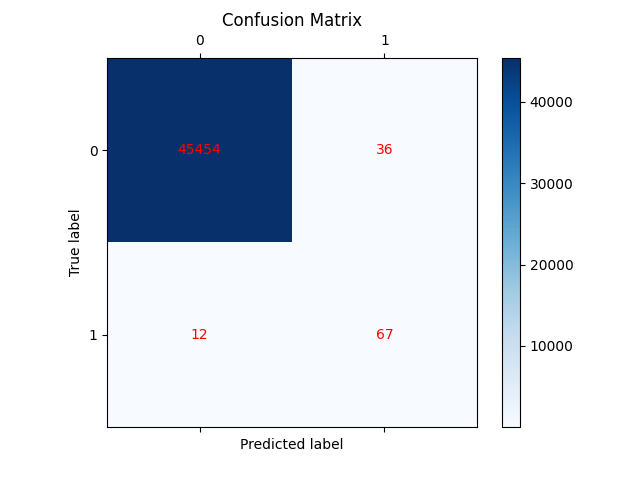 Confusion Matrix
0 1
40000
0 45454 36
30000
True label
20000
1 12 67
10000
Predicted label